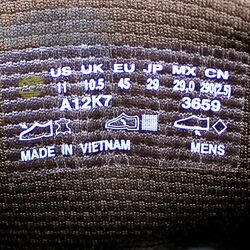 US UK EU JP MX CN
11 10.5 45 29 29.0 290(2.5)
A12K7 3659
MADE IN VIETNAM MENS